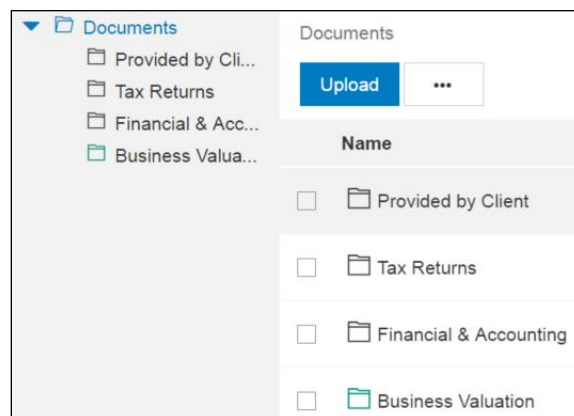 Documents
Provided by Cli...
Tax Returns
Financial & Acc...
Business Valua...
Documents
Upload
•••
Name
Provided by Client
Tax Returns
Financial & Accounting
Business Valuation